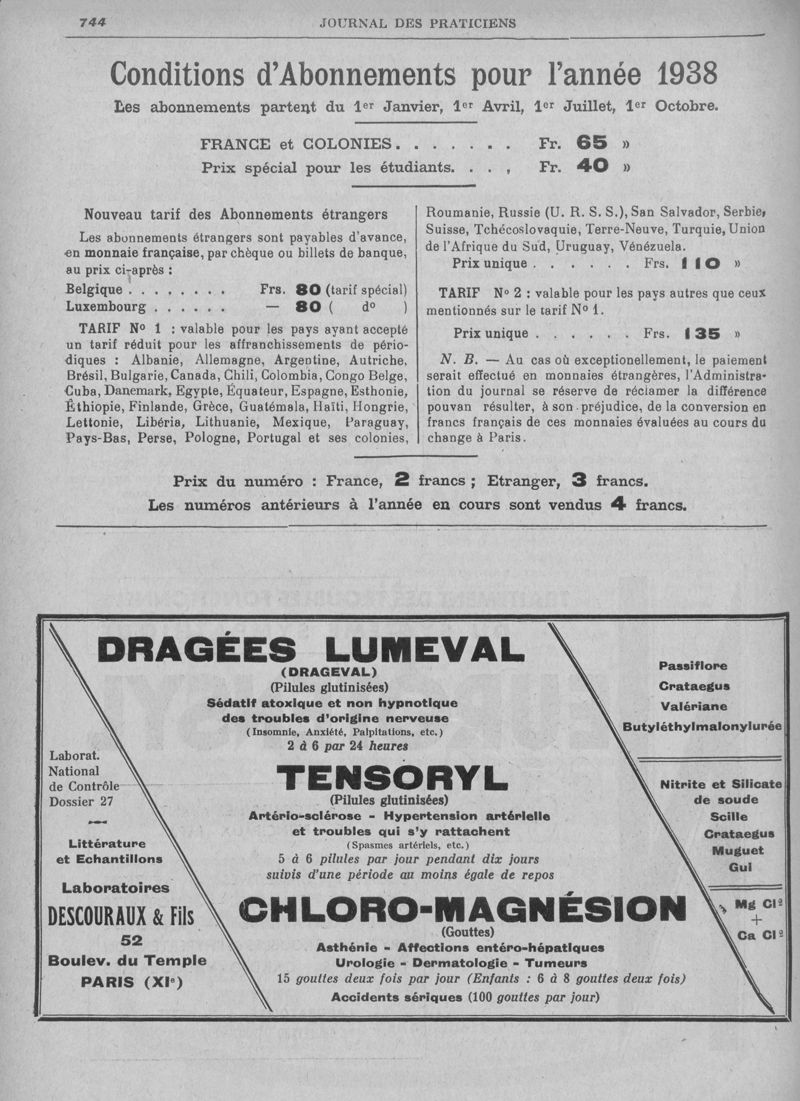 744
JOURNAL DES PRATICIENS
Conditions d'Abonnements pour l'année 1938
Les abonnements partent du 1er Janvier, 1er Avril, 1er Juillet, 1er Octobre.
FRANCE et COLONIES. . . . . . . Fr. 65 »
Prix spécial pour les étudiants. . . , Fr. 40 »
Nouveau tarif des Abonnements étrangers
Les abonnements étrangers sont payables d'avance,
en monnaie française, par chèque ou billets de banque,
au prix ci-après :
Belgique . . . . . . . . Frs. 80 (tarif spécial)
Luxembourg . . . . . . — 80 ( do )
TARIF No 1 : valable pour les pays ayant accepté
un tarif réduit pour les affranchissements de pério-
diques : Albanie, Allemagne, Argentine, Autriche,
Brésil, Bulgarie, Canada, Chili, Colombia, Congo Belge,
Cuba, Danemark, Egypte, Équateur, Espagne, Esthonie,
Éthiopie, Finlande, Grèce, Guatémala, Haïti, Hongrie,
Lettonie, Libéria, Lithuanie, Mexique, Paraguay,
Pays-Bas, Perse, Pologne, Portugal et ses colonies,
Roumanie, Russie (U. R. S. S.), San Salvador, Serbie,
Suisse, Tchécoslovaquie, Terre-Neuve, Turquie, Union
de l'Afrique du Sud, Uruguay, Vénézuela.
Prix unique . . . . . . Frs. 110 »
TARIF No 2 : valable pour les pays autres que ceux
mentionnés sur le tarif No 1.
Prix unique . . . . . . Frs. 135 »
N. B. — Au cas où exceptionellement, le paiement
serait effectué en monnaies étrangères, l'Administra-
tion du journal se réserve de réclamer la différence
pouvan résulter, à son préjudice, de la conversion en
francs français de ces monnaies évaluées au cours du
change à Paris.
Prix du numéro : France, 2 francs ; Etranger, 3 francs.
Les numéros antérieurs à l'année en cours sont vendus 4 francs.
DRAGÉES LUMEVAL
(DRAGEVAL)
(Pilules glutinisées)
Sédatif atoxique et non hypnotique
des troubles d'origine nerveuse
(Insomnie, Anxiété, Palpitations, etc.)
2 à 6 par 24 heures
Passiflore
Crataegus
Valériane
Butyléthylmalonylurée
Laborat.
National
de Contrôle
Dossier 27
TENSORYL
(Pilules glutinisées)
Artério-sclérose - Hypertension artérielle
et troubles qui s'y rattachent
(Spasmes artériels, etc.)
5 à 6 pilules par jour pendant dix jours
suivis d'une période au moins égale de repos
Nitrite et Silicate
de soude
Scille
Crataegus
Muguet
Gui
Littérature
et Echantillons
Laboratoires
DESCOURAUX & Fils
52
Boulev. du Temple
PARIS (XIe)
CHLORO-MAGNÉSION
(Gouttes)
Asthénie - Affections entéro-hépatiques
Urologie - Dermatologie - Tumeurs
15 gouttes deux fois par jour (Enfants : 6 à 8 gouttes deux fois)
Accidents sériques (100 gouttes par jour)
Mg Cl2
+
Ca Cl2